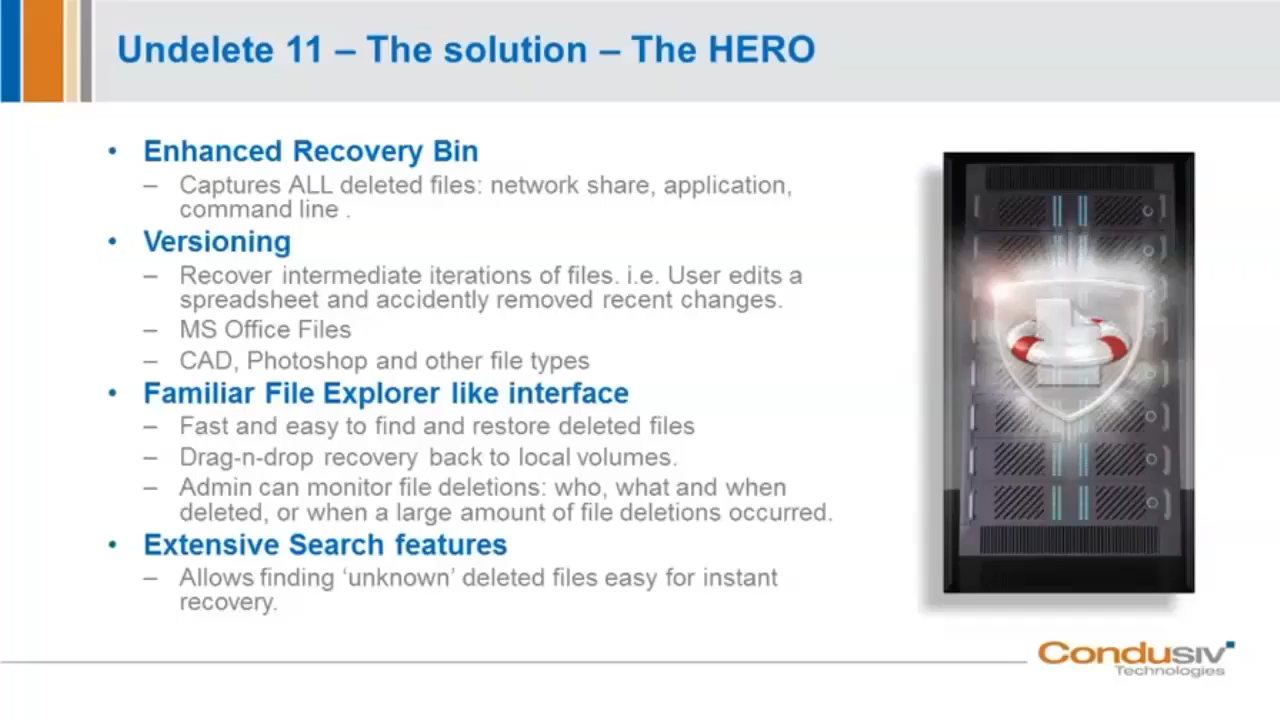 Undelete 11 – The solution – The HERO
• Enhanced Recovery Bin
– Captures ALL deleted files: network share, application,
command line .
• Versioning
– Recover intermediate iterations of files. i.e. User edits a
spreadsheet and accidently removed recent changes.
– MS Office Files
– CAD, Photoshop and other file types
• Familiar File Explorer like interface
– Fast and easy to find and restore deleted files
– Drag-n-drop recovery back to local volumes.
– Admin can monitor file deletions: who, what and when
deleted, or when a large amount of file deletions occurred.
• Extensive Search features
– Allows finding ‘unknown’ deleted files easy for instant
recovery.
Condusiv
Technologies